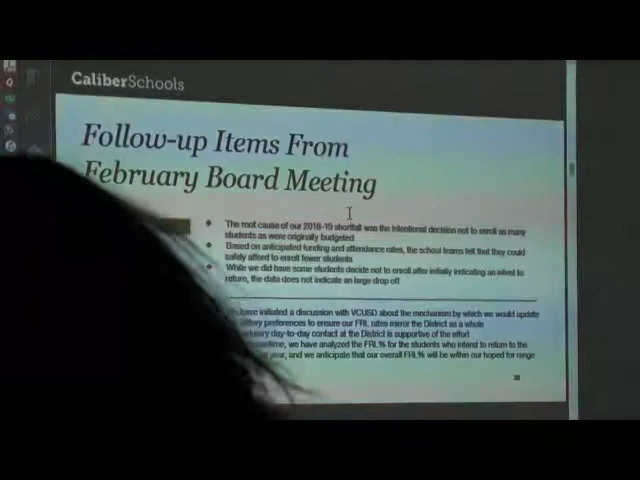 CaliberSchools
Follow-up Items From
February Board Meeting
The root cause of our 2018-19 shortfall was the intentional decision not to enroll as many
students as were originally budgeted
Based on anticipated funding and attendance rates, the school teams felt that they could
safely afford to enroll fewer students
While we did have some students decide not to enroll after initially indicating an intent to
return, the data does not indicate an large drop off
have initiated a discussion with VCUSD about the mechanism by which we would update
preferences to ensure our FRL rates mirror the District as a whole
day-to-day contact at the District is supportive of the effort
we have analyzed the FRL% for the students who intend to return to the
year, and we anticipate that our overall FRL% will be within our hoped for range